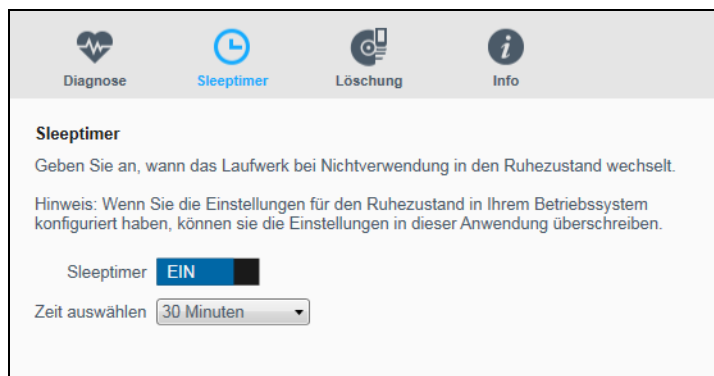 Diagnose Sleeptimer Löschung Info
Sleeptimer
Geben Sie an, wann das Laufwerk bei Nichtverwendung in den Ruhezustand wechselt.
Hinweis: Wenn Sie die Einstellungen für den Ruhezustand in Ihrem Betriebssystem
konfiguriert haben, können sie die Einstellungen in dieser Anwendung überschreiben.
Sleeptimer EIN
Zeit auswählen 30 Minuten